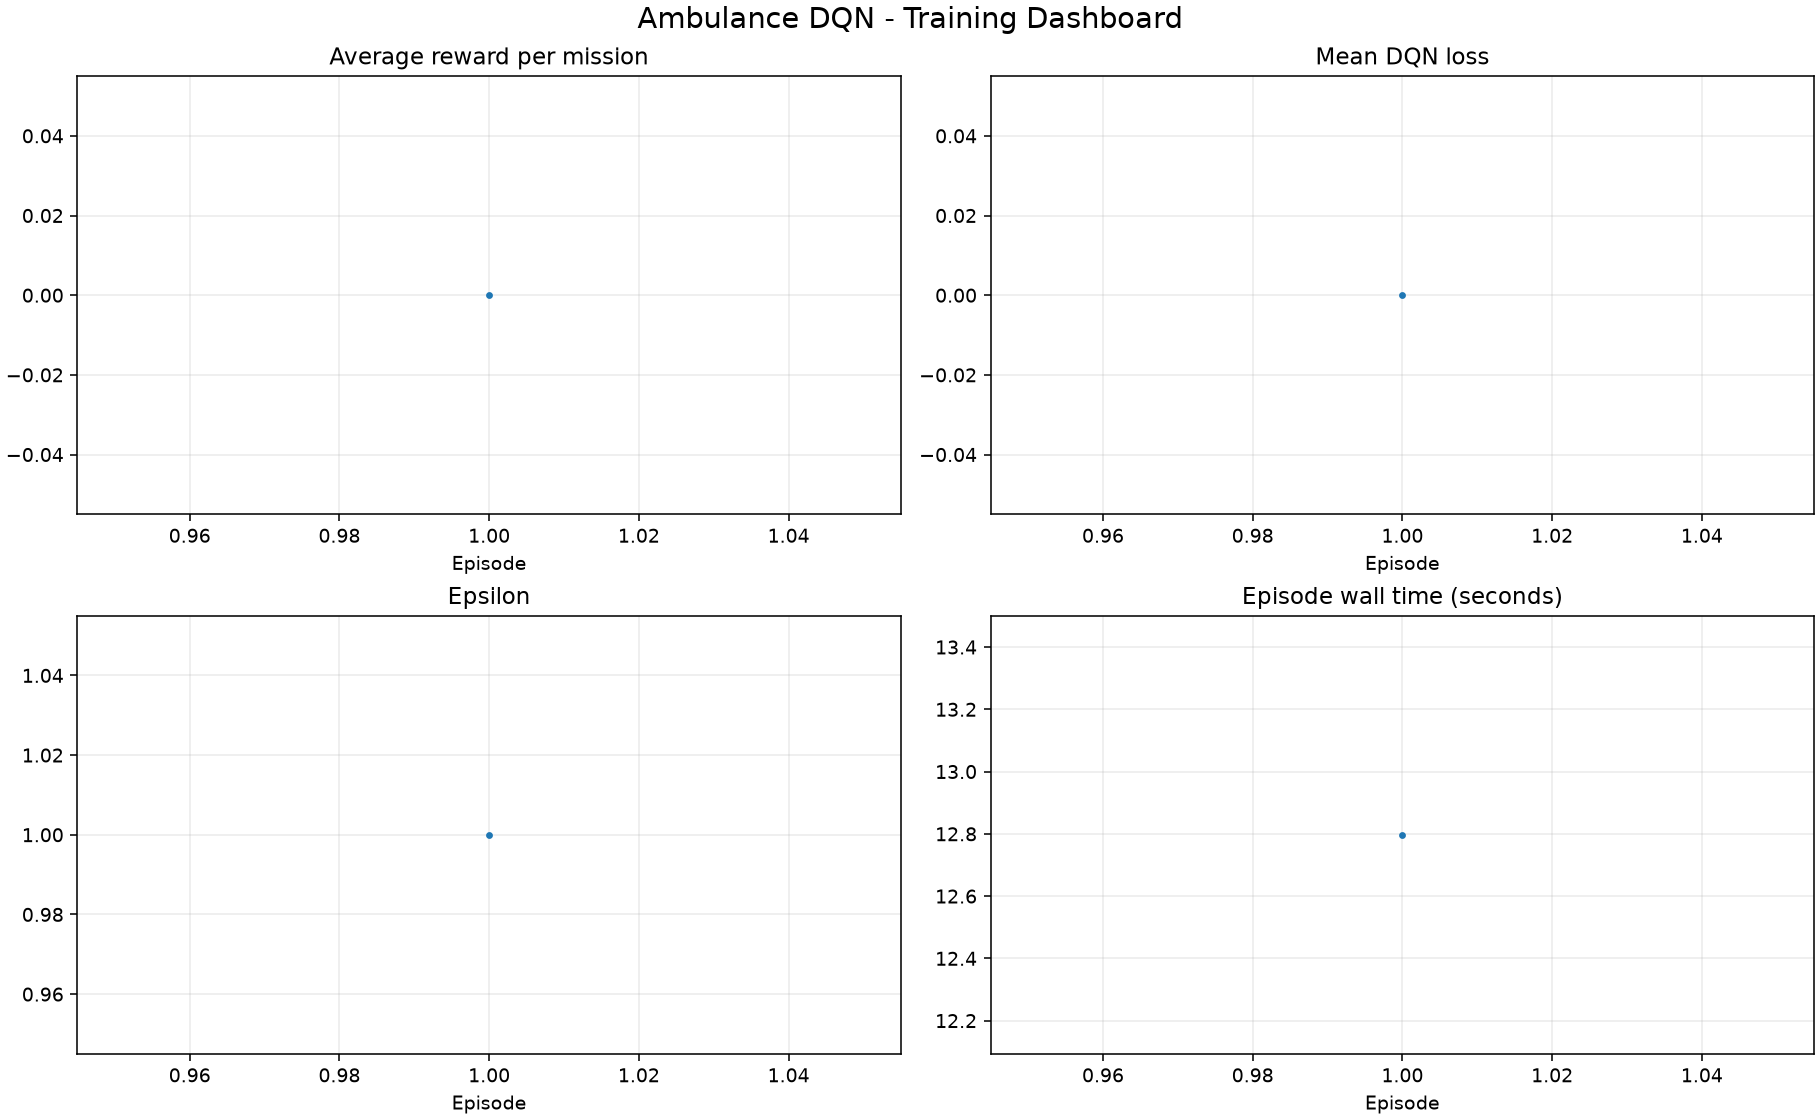 Ambulance DQN - Training Dashboard
Average reward per mission
0.04
0.02
0.00
−0.02
−0.04
0.96 0.98 1.00 1.02 1.04
Episode
Mean DQN loss
0.04
0.02
0.00
−0.02
−0.04
0.96 0.98 1.00 1.02 1.04
Episode
Epsilon
1.04
1.02
1.00
0.98
0.96
0.96 0.98 1.00 1.02 1.04
Episode
Episode wall time (seconds)
13.4
13.2
13.0
12.8
12.6
12.4
12.2
0.96 0.98 1.00 1.02 1.04
Episode